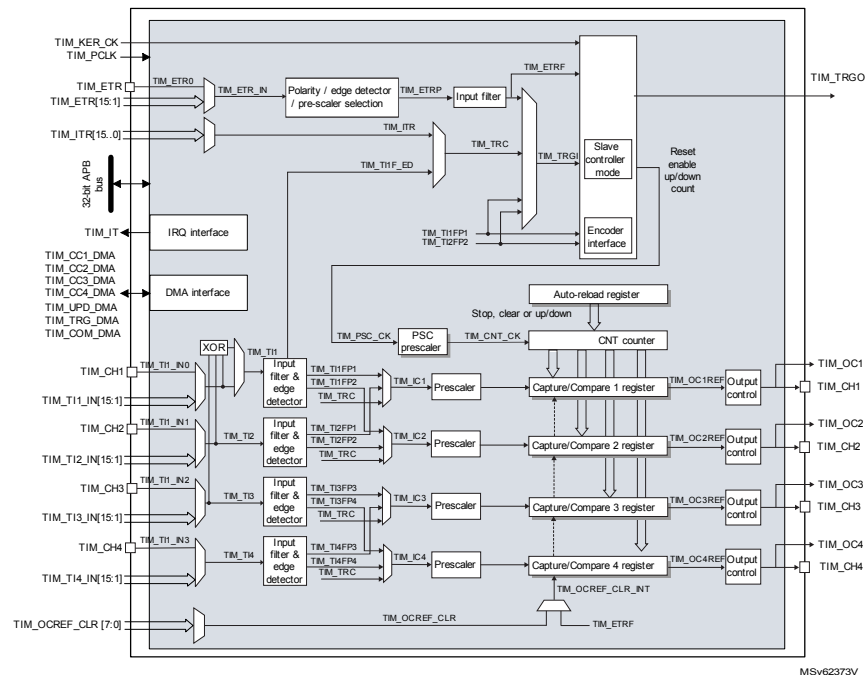 TIM_KER_CK
TIM_PCLK
TIM_ETR
TIM_ETR0
TIM_ETR_IN
TIM_ETR[15:1]
Polarity / edge detector
/ pre-scaler selection
TIM_ETRP
Input filter
TIM_ETRF
TIM_TRGO
TIM_ITR[15..0]
TIM_ITR
TIM_TRC
TIM_TRGI
TIM_TI1F_ED
Slave
controller
mode
Reset
enable
up/down
count
32-bit APB
bus
TIM_TI1FP1
TIM_TI2FP2
Encoder
interface
TIM_IT
IRQ interface
TIM_CC1_DMA
TIM_CC2_DMA
TIM_CC3_DMA
TIM_CC4_DMA
TIM_UPD_DMA
TIM_TRG_DMA
TIM_COM_DMA
DMA interface
Auto-reload register
Stop, clear or up/down
TIM_PSC_CK
PSC
prescaler
TIM_CNT_CK
CNT counter
XOR
TIM_TI1
TIM_CH1
TIM_TI1_IN0
TIM_TI1_IN[15:1]
Input
filter &
edge
detector
TIM_TI1FP1
TIM_TI1FP2
TIM_TRC
TIM_IC1
Prescaler
Capture/Compare 1 register
TIM_OC1REF
Output
control
TIM_OC1
TIM_CH1
TIM_CH2
TIM_TI1_IN1
TIM_TI2_IN[15:1]
TIM_TI2
Input
filter &
edge
detector
TIM_TI2FP1
TIM_TI2FP2
TIM_TRC
TIM_IC2
Prescaler
Capture/Compare 2 register
TIM_OC2REF
Output
control
TIM_OC2
TIM_CH2
TIM_CH3
TIM_TI1_IN2
TIM_TI3_IN[15:1]
TIM_TI3
Input
filter &
edge
detector
TIM_TI3FP3
TIM_TI3FP4
TIM_TRC
TIM_IC3
Prescaler
Capture/Compare 3 register
TIM_OC3REF
Output
control
TIM_OC3
TIM_CH3
TIM_CH4
TIM_TI1_IN3
TIM_TI4_IN[15:1]
TIM_TI4
Input
filter &
edge
detector
TIM_TI4FP3
TIM_TI4FP4
TIM_TRC
TIM_IC4
Prescaler
Capture/Compare 4 register
TIM_OC4REF
Output
control
TIM_OC4
TIM_CH4
TIM_OCREF_CLR_INT
TIM_OCREF_CLR [7:0]
TIM_OCREF_CLR
TIM_ETRF
MSv62373V